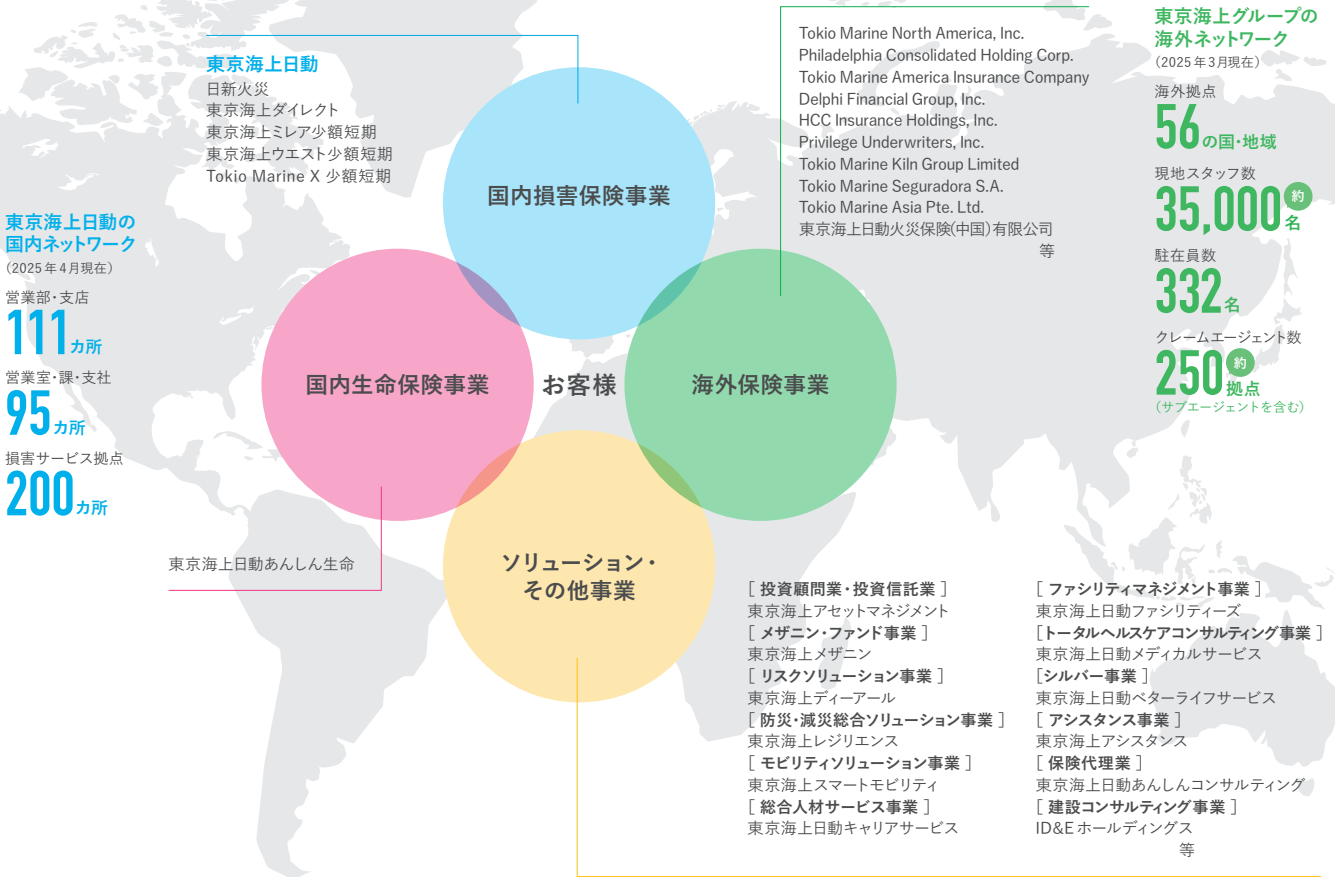 東京海上日動
日新火災
東京海上ダイレクト
東京海上ミレア少額短期
東京海上ウエスト少額短期
Tokio Marine X 少額短期
東京海上日動の
国内ネットワーク
(2025年4月現在)
営業部・支店
111カ所
営業室・課・支社
95カ所
損害サービス拠点
200カ所
国内損害保険事業
国内生命保険事業
お客様
海外保険事業
ソリューション・
その他事業
東京海上日動あんしん生命
Tokio Marine North America, Inc.
Philadelphia Consolidated Holding Corp.
Tokio Marine America Insurance Company
Delphi Financial Group, Inc.
HCC Insurance Holdings, Inc.
Privilege Underwriters, Inc.
Tokio Marine Kiln Group Limited
Tokio Marine Seguradora S.A.
Tokio Marine Asia Pte. Ltd.
東京海上日動火災保険(中国)有限公司
等
東京海上グループの
海外ネットワーク
(2025年3月現在)
海外拠点
56の国・地域
現地スタッフ数
約35,000名
駐在員数
332名
クレームエージェント数
約250拠点
(サブエージェントを含む)
[ 投資顧問業・投資信託業 ]
東京海上アセットマネジメント
[ メザニン・ファンド事業 ]
東京海上メザニン
[ リスクソリューション事業 ]
東京海上ディーアール
[ 防災・減災総合ソリューション事業 ]
東京海上レジリエンス
[ モビリティソリューション事業 ]
東京海上スマートモビリティ
[ 総合人材サービス事業 ]
東京海上日動キャリアサービス
[ ファシリティマネジメント事業 ]
東京海上日動ファシリティーズ
[トータルヘルスケアコンサルティング事業 ]
東京海上日動メディカルサービス
[シルバー事業 ]
東京海上日動ベターライフサービス
[ アシスタンス事業 ]
東京海上アシスタンス
[ 保険代理業 ]
東京海上日動あんしんコンサルティング
[ 建設コンサルティング事業 ]
ID&Eホールディングス
等